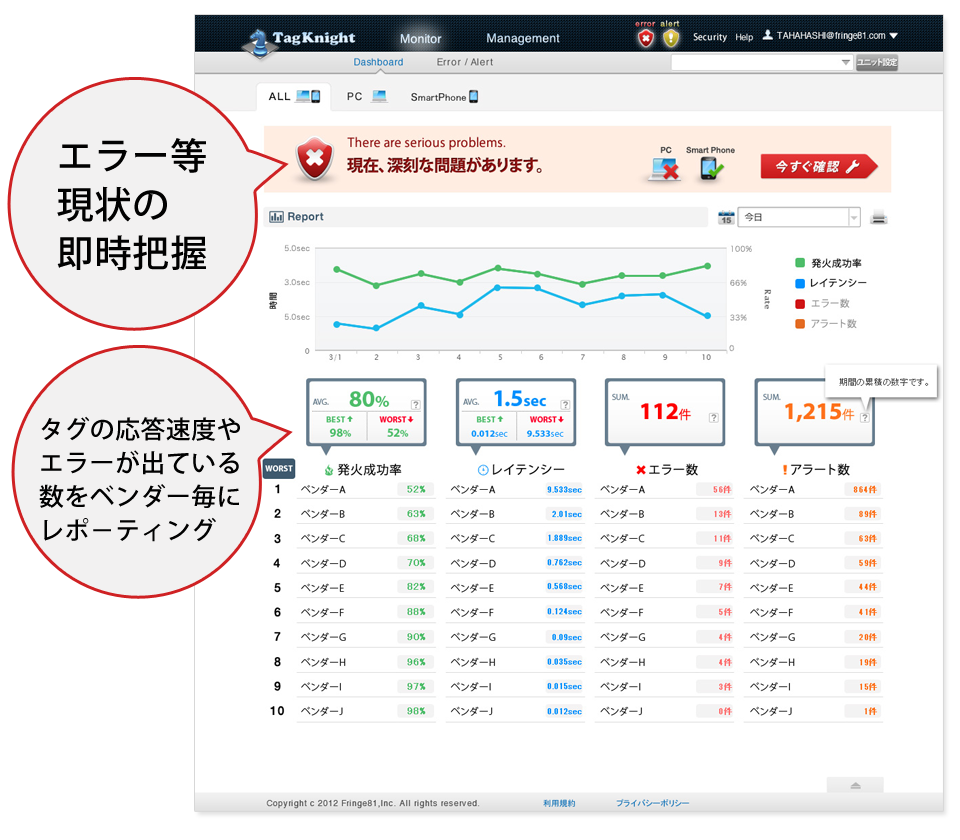 error alert
TagKnight Monitor Management Security Help TAHAHASHI@fringe81.com
Dashboard Error / Alert ユニット設定
ALL PC SmartPhone
エラー等
現状の
即時把握
There are serious problems.
現在、深刻な問題があります。
PC Smart Phone
今すぐ確認
Report 15 今日
5.0sec 100%
3.0sec 66%
5.0sec 33%
0 0
時間 Rate
3/1 2 3 4 5 6 7 8 9 10
発火成功率
レイテンシー
エラー数
アラート数
期間の累積の数字です。
タグの応答速度や
エラーが出ている
数をベンダー毎に
レポーティング
AVG. 80% ?
BEST WORST
98% 52%
AVG. 1.5sec ?
BEST WORST
0.012sec 9.533sec
SUM. 112件 ?
SUM. 1,215件 ?
WORST 発火成功率 レイテンシー エラー数 アラート数
1 ベンダーA 52% ベンダーA 9.533sec ベンダーA 56件 ベンダーA 864件
2 ベンダーB 63% ベンダーB 2.01sec ベンダーB 13件 ベンダーB 89件
3 ベンダーC 68% ベンダーC 1.889sec ベンダーC 11件 ベンダーC 63件
4 ベンダーD 70% ベンダーD 0.762sec ベンダーD 9件 ベンダーD 59件
5 ベンダーE 82% ベンダーE 0.568sec ベンダーE 7件 ベンダーE 44件
6 ベンダーF 88% ベンダーF 0.124sec ベンダーF 5件 ベンダーF 41件
7 ベンダーG 90% ベンダーG 0.09sec ベンダーG 4件 ベンダーG 20件
8 ベンダーH 96% ベンダーH 0.035sec ベンダーH 4件 ベンダーH 19件
9 ベンダーI 97% ベンダーI 0.015sec ベンダーI 3件 ベンダーI 15件
10 ベンダーJ 98% ベンダーJ 0.012sec ベンダーJ 0件 ベンダーJ 1件
Copyright c 2012 Fringe81,Inc. All rights reserved. 利用規約 プライバシーポリシー